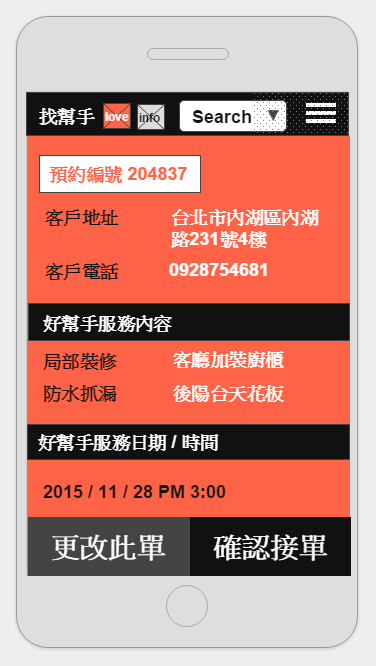 找幫手 love info Search
預約編號 204837
客戶地址 台北市內湖區內湖
路231號4樓
客戶電話 0928754681
好幫手服務內容
局部裝修 客廳加裝廚櫃
防水抓漏 後陽台天花板
好幫手服務日期 / 時間
2015 / 11 / 28 PM 3:00
更改此單 確認接單